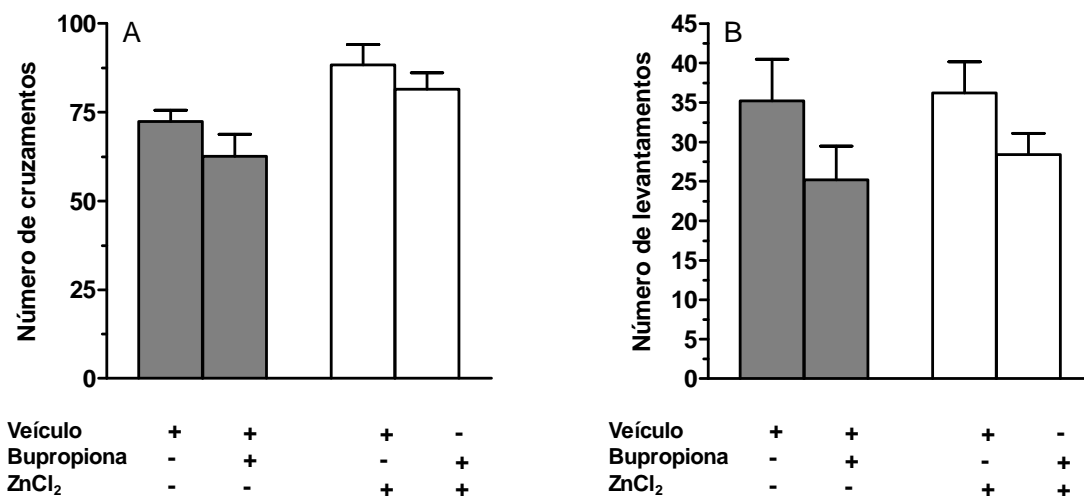 A
Número de cruzamentos
100
75
50
25
0
Veículo + + + -
Bupropiona - + - +
ZnCl₂ - - + +
B
Número de levantamentos
45
40
35
30
25
20
15
10
5
0
Veículo + + + -
Bupropiona - + - +
ZnCl₂ - - + +